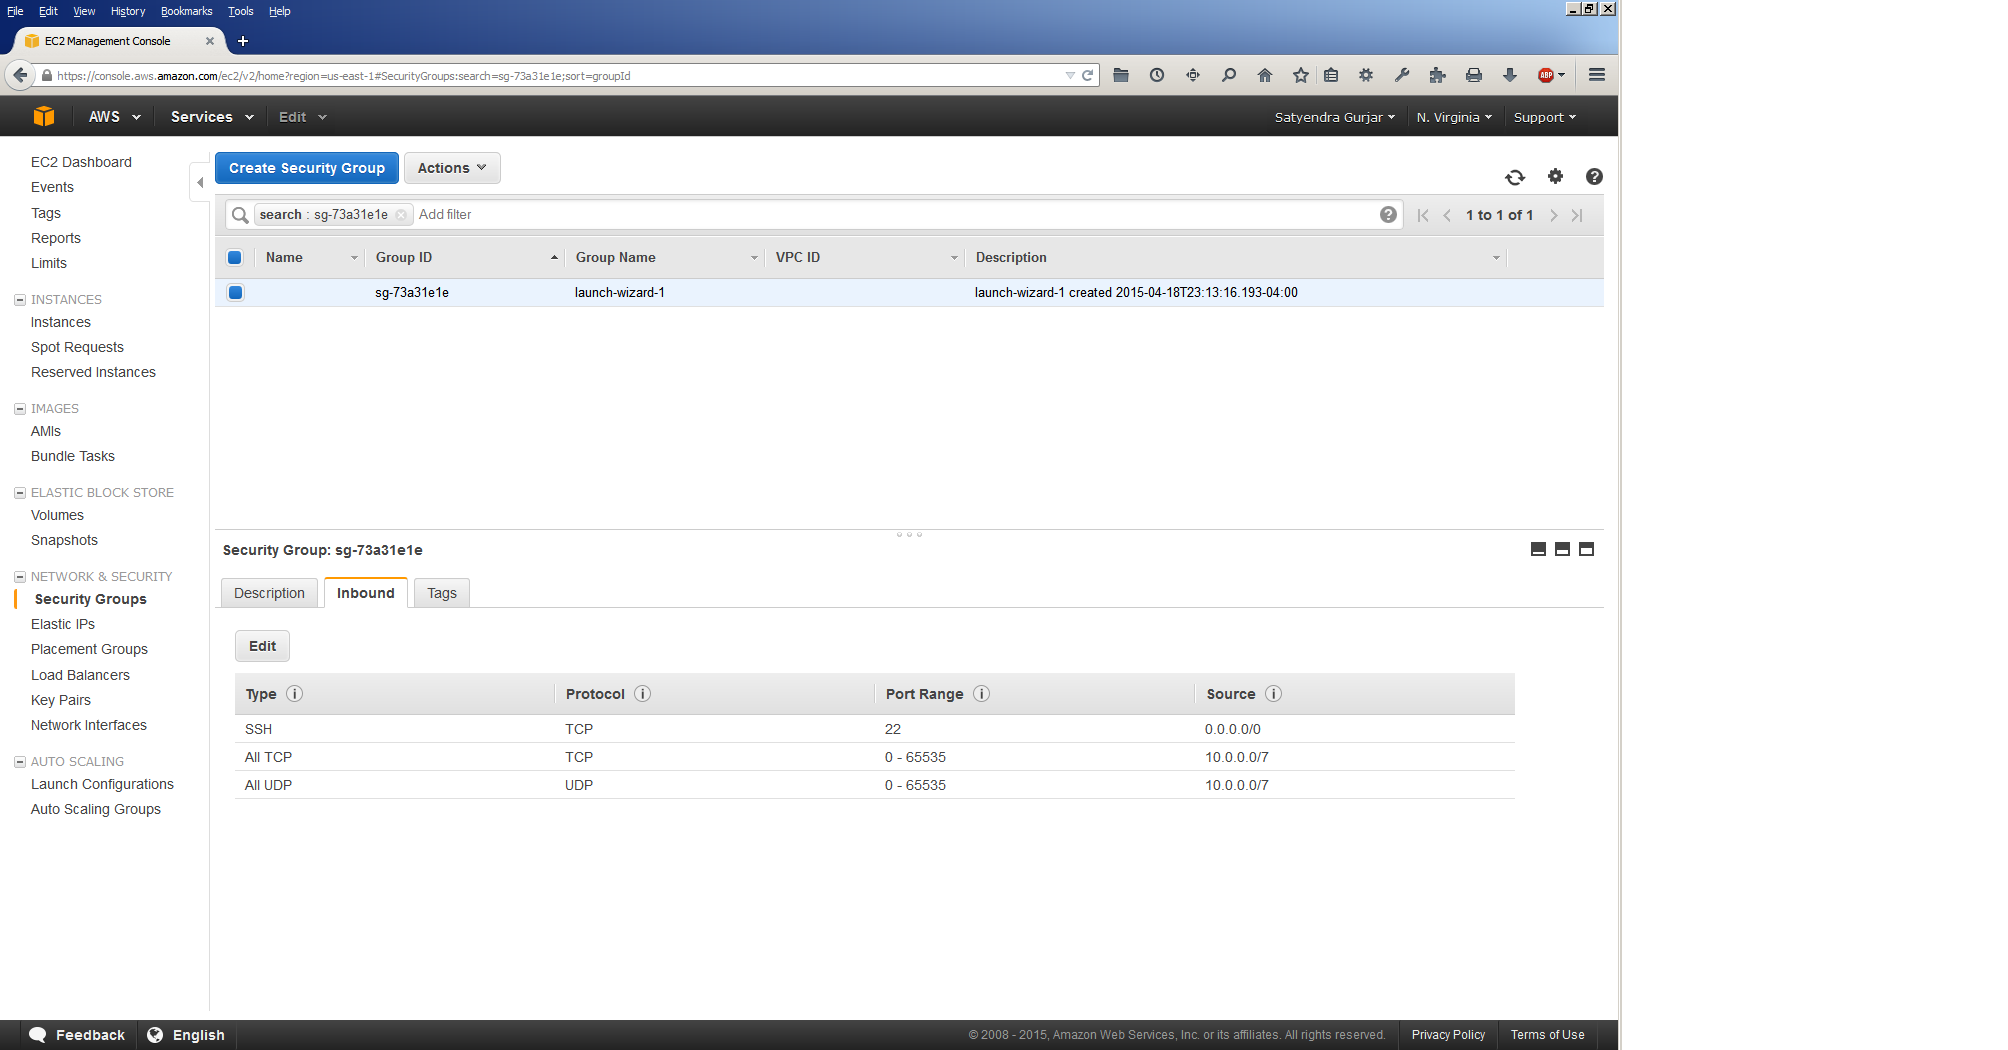 File Edit View History Bookmarks Tools Help
EC2 Management Console
https://console.aws.amazon.com/ec2/v2/home?region=us-east-1#SecurityGroups:search=sg-73a31e1e;sort=groupId
ABP
AWS Services Edit Satyendra Gurjar N. Virginia Support
EC2 Dashboard
Events
Tags
Reports
Limits
INSTANCES
Instances
Spot Requests
Reserved Instances
IMAGES
AMIs
Bundle Tasks
ELASTIC BLOCK STORE
Volumes
Snapshots
NETWORK & SECURITY
Security Groups
Elastic IPs
Placement Groups
Load Balancers
Key Pairs
Network Interfaces
AUTO SCALING
Launch Configurations
Auto Scaling Groups
Create Security Group Actions
search : sg-73a31e1e Add filter 1 to 1 of 1
Name Group ID Group Name VPC ID Description
sg-73a31e1e launch-wizard-1 launch-wizard-1 created 2015-04-18T23:13:16.193-04:00
Security Group: sg-73a31e1e
Description Inbound Tags
Edit
Type Protocol Port Range Source
SSH TCP 22 0.0.0.0/0
All TCP TCP 0 - 65535 10.0.0.0/7
All UDP UDP 0 - 65535 10.0.0.0/7
Feedback English © 2008 - 2015, Amazon Web Services, Inc. or its affiliates. All rights reserved. Privacy Policy Terms of Use